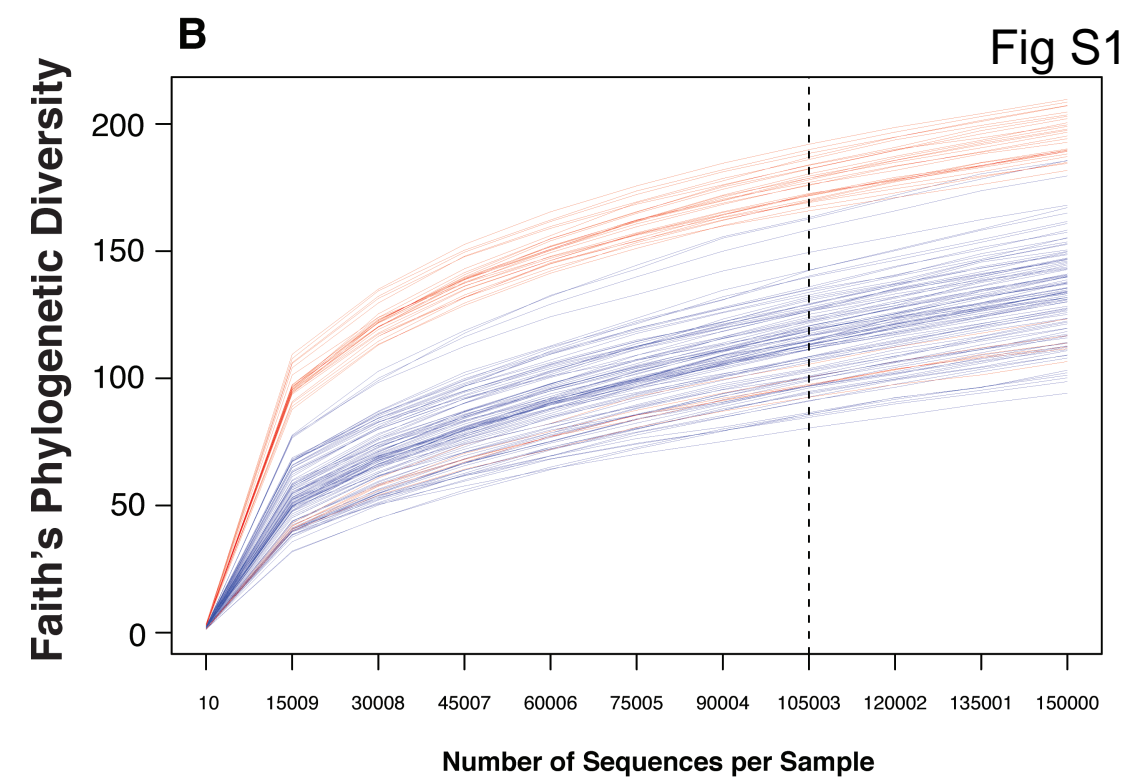 B
Fig S1
Faith's Phylogenetic Diversity
200
150
100
50
0
10 15009 30008 45007 60006 75005 90004 105003 120002 135001 150000
Number of Sequences per Sample